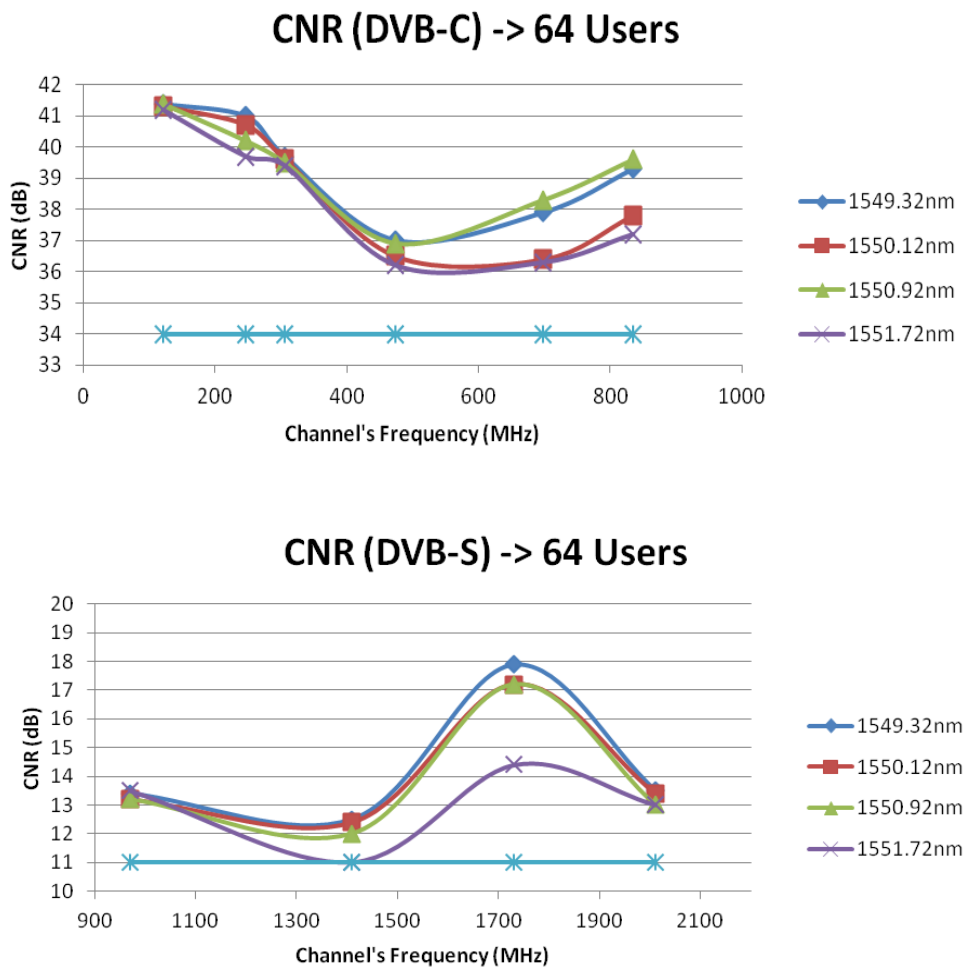 CNR (DVB-C) -> 64 Users
42
41
40
39
38
37
36
35
34
33
CNR (dB)
0 200 400 600 800 1000
Channel's Frequency (MHz)
1549.32nm
1550.12nm
1550.92nm
1551.72nm
CNR (DVB-S) -> 64 Users
20
19
18
17
16
15
14
13
12
11
10
CNR (dB)
900 1100 1300 1500 1700 1900 2100
Channel's Frequency (MHz)
1549.32nm
1550.12nm
1550.92nm
1551.72nm